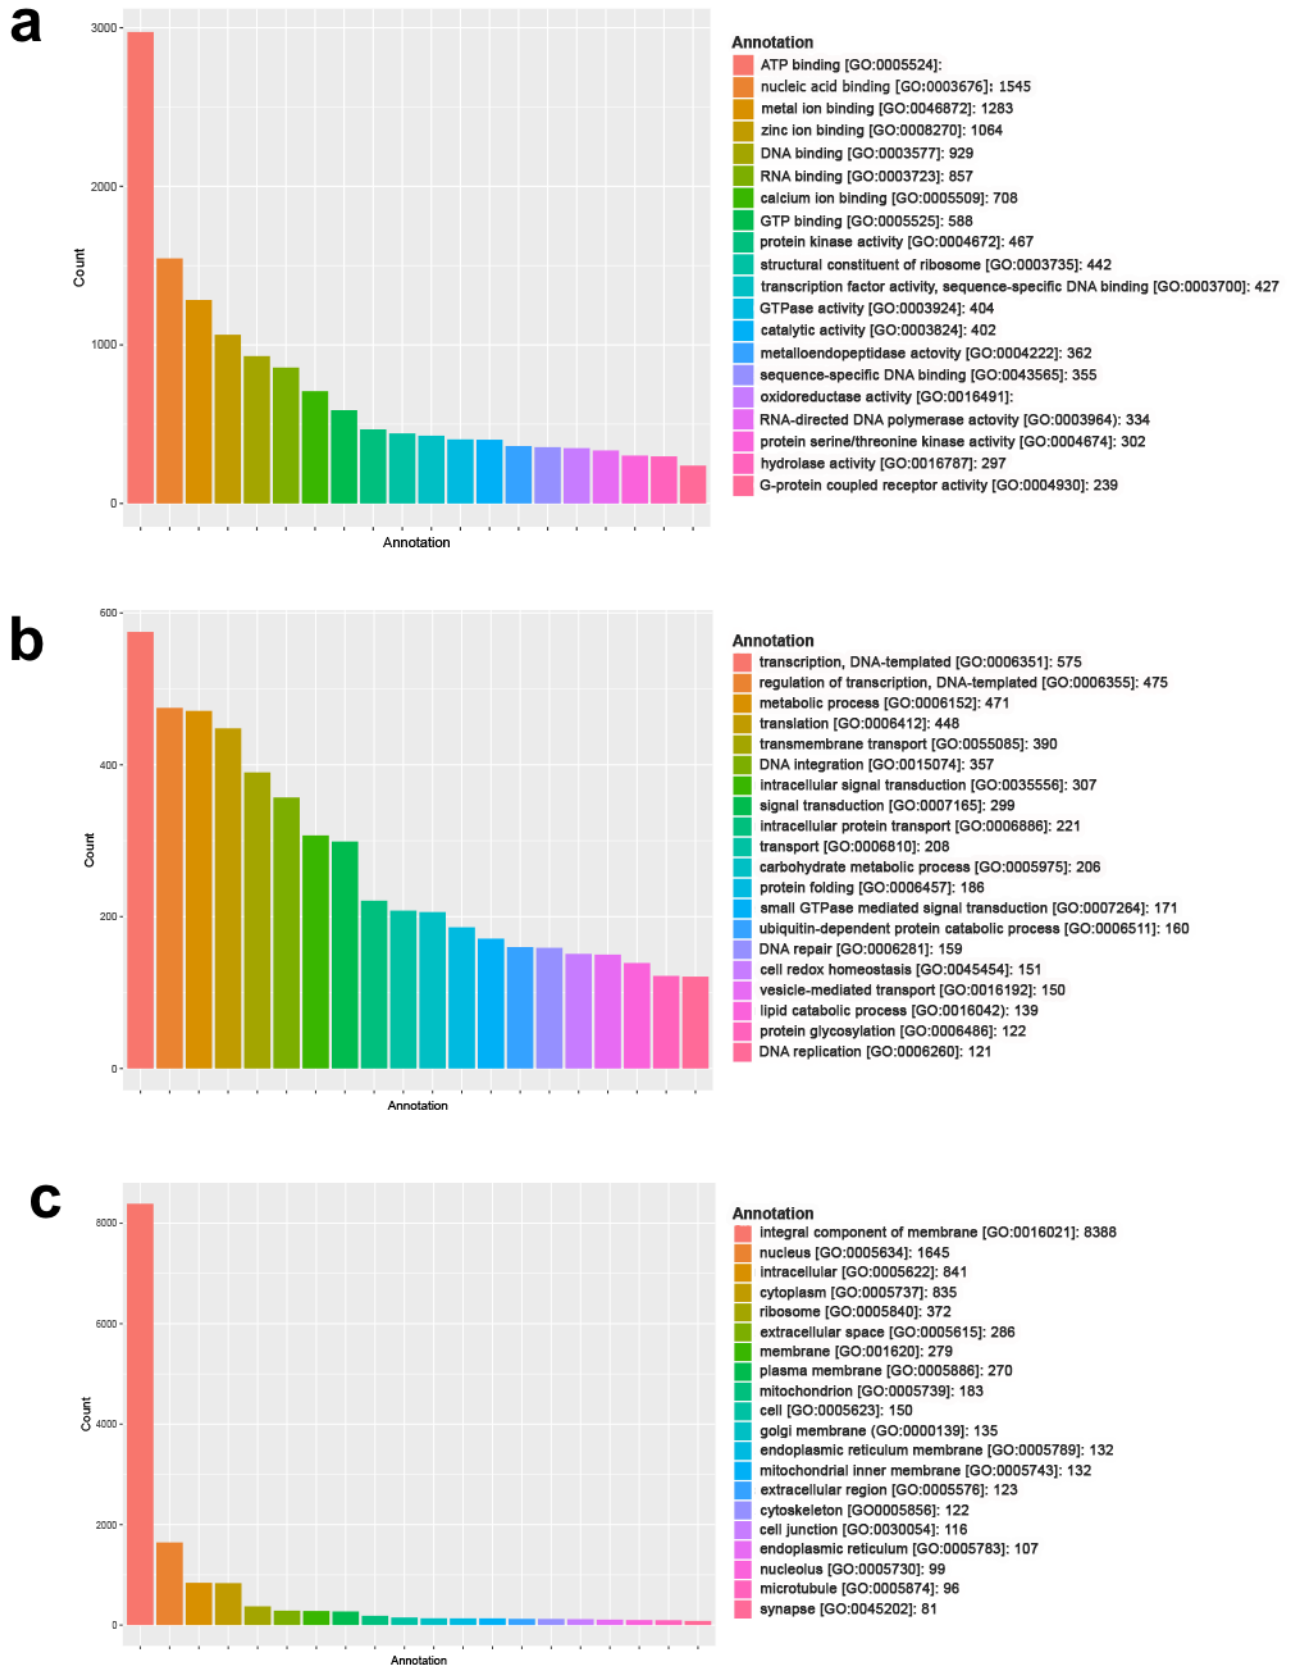 a
3000
2000
1000
0
Count
Annotation
Annotation
ATP binding [GO:0005524]:
nucleic acid binding [GO:0003676]: 1545
metal ion binding [GO:0046872]: 1283
zinc ion binding [GO:0008270]: 1064
DNA binding [GO:0003577]: 929
RNA binding [GO:0003723]: 857
calcium ion binding [GO:0005509]: 708
GTP binding [GO:0005525]: 588
protein kinase activity [GO:0004672]: 467
structural constituent of ribosome [GO:0003735]: 442
transcription factor activity, sequence-specific DNA binding [GO:0003700]: 427
GTPase activity [GO:0003924]: 404
catalytic activity [GO:0003824]: 402
metalloendopeptidase actovity [GO:0004222]: 362
sequence-specific DNA binding [GO:0043565]: 355
oxidoreductase activity [GO:0016491]:
RNA-directed DNA polymerase actovity [GO:0003964): 334
protein serine/threonine kinase activity [GO:0004674]: 302
hydrolase activity [GO:0016787]: 297
G-protein coupled receptor activity [GO:0004930]: 239
b
600
400
200
0
Count
Annotation
Annotation
transcription, DNA-templated [GO:0006351]: 575
regulation of transcription, DNA-templated [GO:0006355]: 475
metabolic process [GO:0006152]: 471
translation [GO:0006412]: 448
transmembrane transport [GO:0055085]: 390
DNA integration [GO:0015074]: 357
intracellular signal transduction [GO:0035556]: 307
signal transduction [GO:0007165]: 299
intracellular protein transport [GO:0006886]: 221
transport [GO:0006810]: 208
carbohydrate metabolic process [GO:0005975]: 206
protein folding [GO:0006457]: 186
small GTPase mediated signal transduction [GO:0007264]: 171
ubiquitin-dependent protein catabolic process [GO:0006511]: 160
DNA repair [GO:0006281]: 159
cell redox homeostasis [GO:0045454]: 151
vesicle-mediated transport [GO:0016192]: 150
lipid catabolic process [GO:0016042): 139
protein glycosylation [GO:0006486]: 122
DNA replication [GO:0006260]: 121
c
8000
6000
4000
2000
0
Count
Annotation
Annotation
integral component of membrane [GO:0016021]: 8388
nucleus [GO:0005634]: 1645
intracellular [GO:0005622]: 841
cytoplasm [GO:0005737]: 835
ribosome [GO:0005840]: 372
extracellular space [GO:0005615]: 286
membrane [GO:001620]: 279
plasma membrane [GO:0005886]: 270
mitochondrion [GO:0005739]: 183
cell [GO:0005623]: 150
golgi membrane (GO:0000139]: 135
endoplasmic reticulum membrane [GO:0005789]: 132
mitochondrial inner membrane [GO:0005743]: 132
extracellular region [GO:0005576]: 123
cytoskeleton [GO0005856]: 122
cell junction [GO:0030054]: 116
endoplasmic reticulum [GO:0005783]: 107
nucleolus [GO:0005730]: 99
microtubule [GO:0005874]: 96
synapse [GO:0045202]: 81